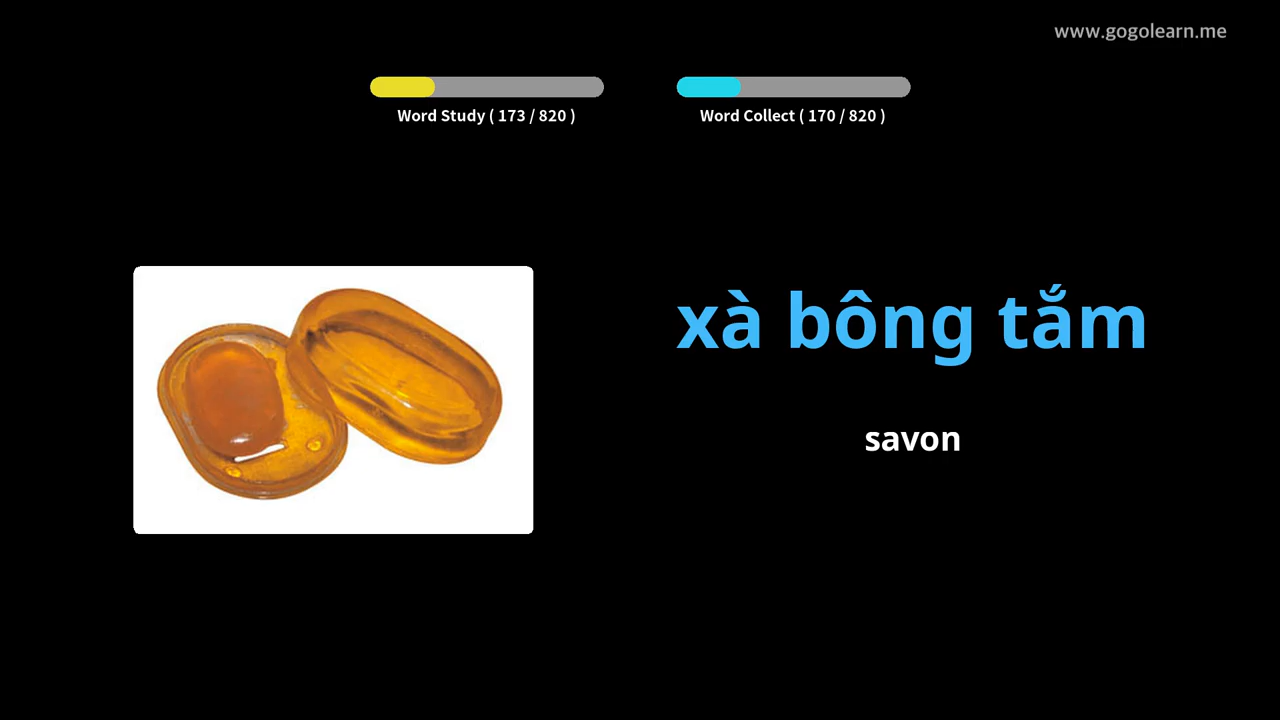 www.gogolearn.me
Word Study ( 173 / 820 )
Word Collect ( 170 / 820 )
xà bông tắm
savon